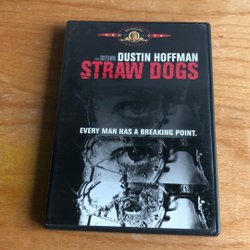 DUSTIN HOFFMAN
STRAW DOGS
EVERY MAN HAS A BREAKING POINT.